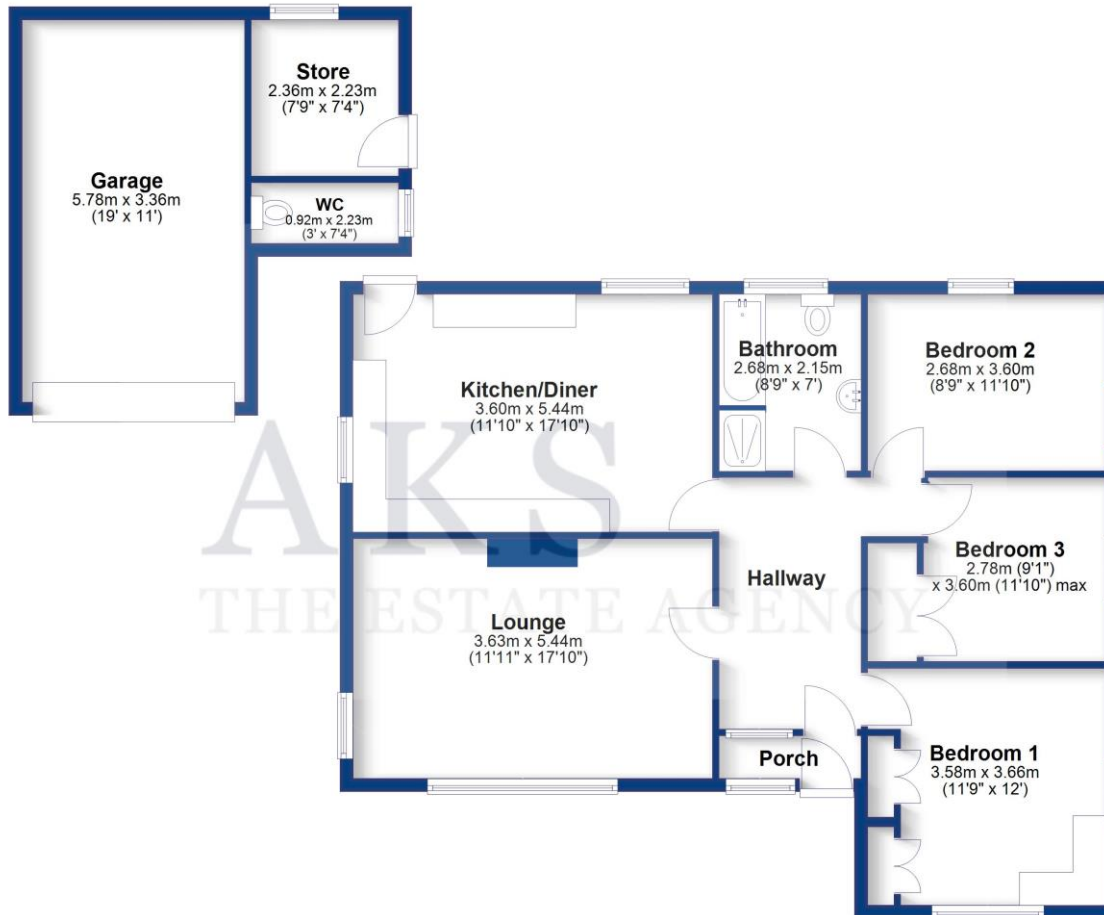 Store
2.36m x 2.23m
(7'9" x 7'4")
Garage
5.78m x 3.36m
(19' x 11')
WC
0.92m x 2.23m
(3' x 7'4")
Kitchen/Diner
3.60m x 5.44m
(11'10" x 17'10")
Bathroom
2.68m x 2.15m
(8'9" x 7')
Bedroom 2
2.68m x 3.60m
(8'9" x 11'10")
AKS
THE ESTATE AGENCY
Hallway
Bedroom 3
2.78m (9'1")
x 3.60m (11'10") max
Lounge
3.63m x 5.44m
(11'11" x 17'10")
Porch
Bedroom 1
3.58m x 3.66m
(11'9" x 12')